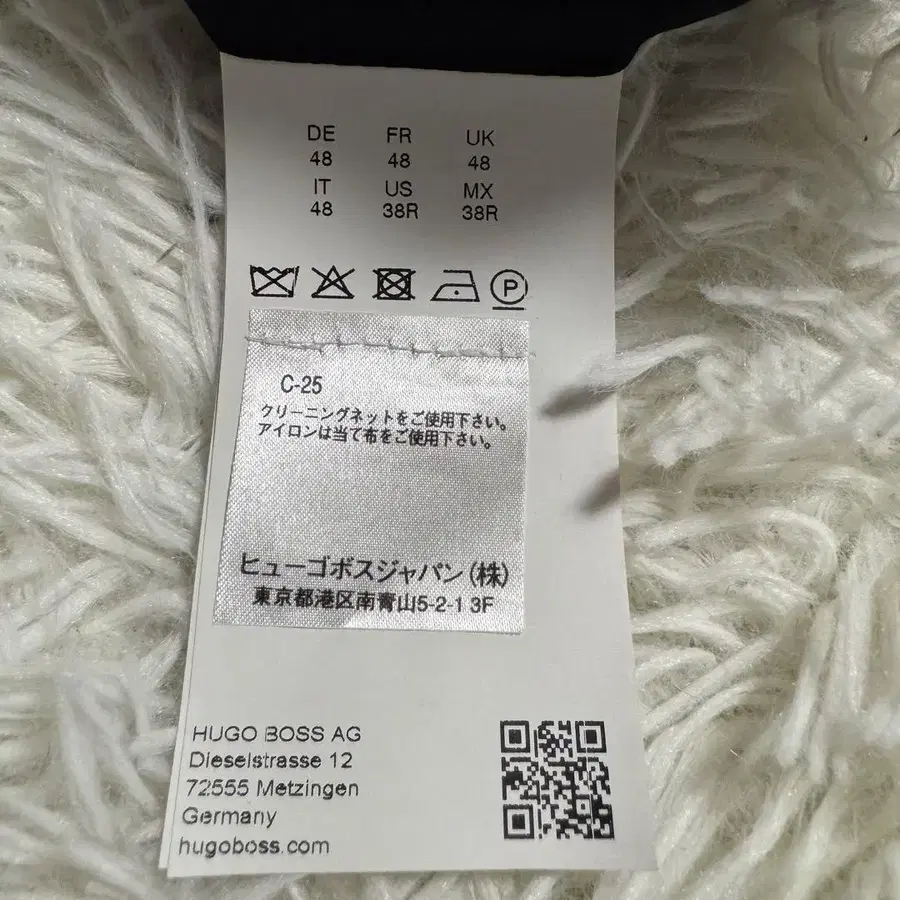 DE FR UK
48 48 48
IT US MX
48 38R 38R
P
C-25
クリーニングネットをご使用下さい。
アイロンは当て布をご使用下さい。
ヒューゴボスジャパン(株)
東京都港区南青山5-2-1 3F
HUGO BOSS AG
Dieselstrasse 12
72555 Metzingen
Germany
hugoboss.com